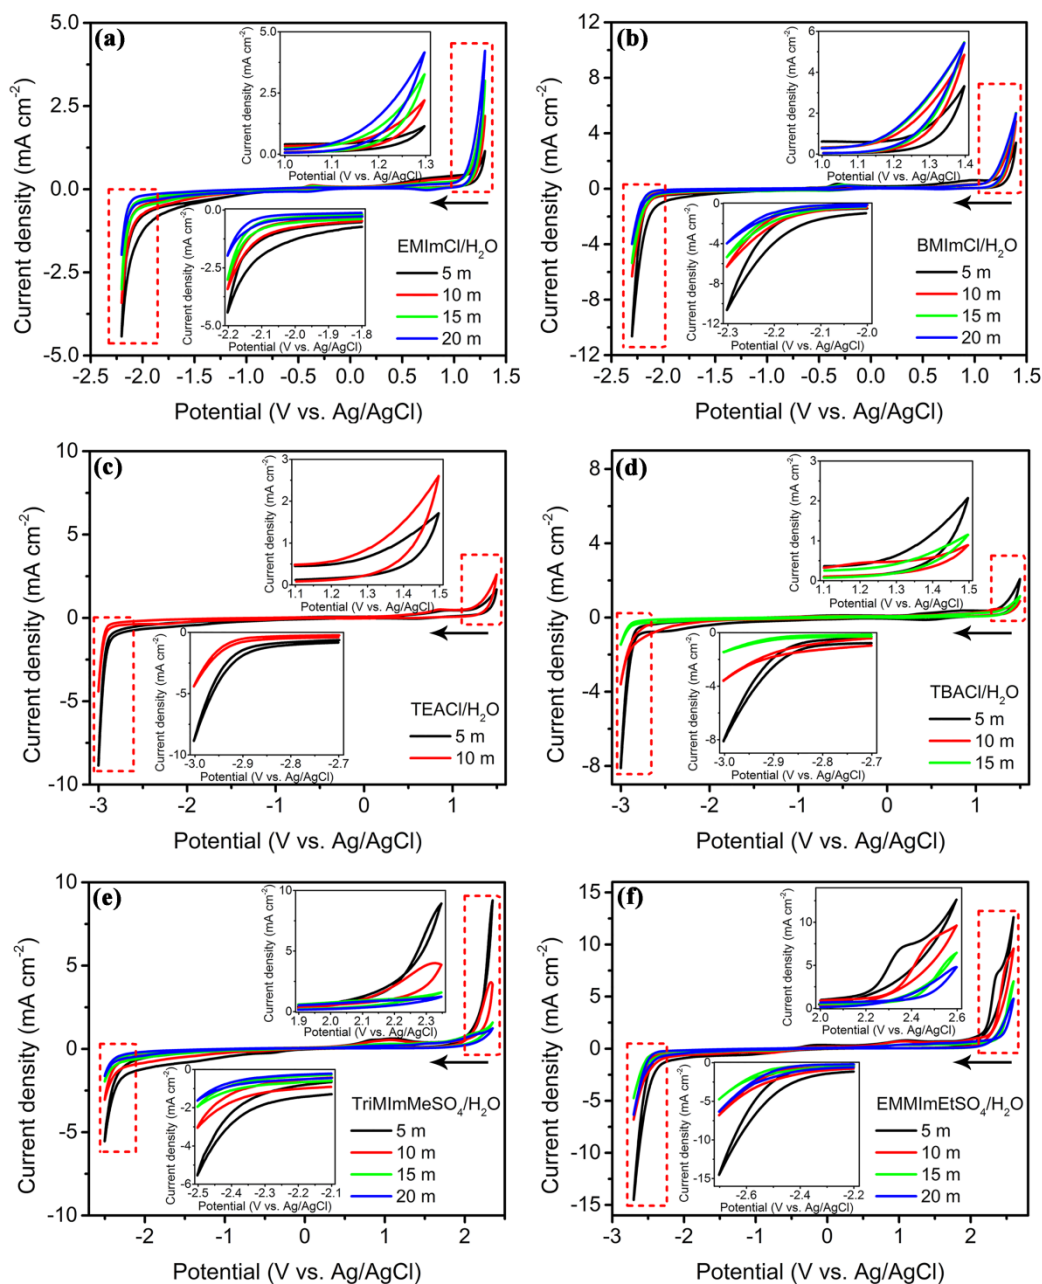 (a)
Current density (mA cm⁻²)
5.0
2.5
0.0
-2.5
-5.0
-2.5 -2.0 -1.5 -1.0 -0.5 0.0 0.5 1.0 1.5
Potential (V vs. Ag/AgCl)
Current density (mA cm⁻²)
5.0
2.5
0.0
1.0 1.1 1.2 1.3
Potential (V vs. Ag/AgCl)
Current density (mA cm⁻²)
0.0
-2.5
-5.0
-2.2 -2.1 -2.0 -1.9 -1.8
Potential (V vs. Ag/AgCl)
EMImCl/H₂O
5 m
10 m
15 m
20 m
(b)
Current density (mA cm⁻²)
12
8
4
0
-4
-8
-12
-2.5 -2.0 -1.5 -1.0 -0.5 0.0 0.5 1.0 1.5
Potential (V vs. Ag/AgCl)
Current density (mA cm⁻²)
6
4
2
0
1.0 1.1 1.2 1.3 1.4
Potential (V vs. Ag/AgCl)
Current density (mA cm⁻²)
0
-4
-8
-12
-2.3 -2.2 -2.1 -2.0
Potential (V vs. Ag/AgCl)
BMImCl/H₂O
5 m
10 m
15 m
20 m
(c)
Current density (mA cm⁻²)
10
5
0
-5
-10
-3 -2 -1 0 1
Potential (V vs. Ag/AgCl)
Current density (mA cm⁻²)
3
2
1
0
1.1 1.2 1.3 1.4 1.5
Potential (V vs. Ag/AgCl)
Current density (mA cm⁻²)
0
-5
-10
-3.0 -2.9 -2.8 -2.7
Potential (V vs. Ag/AgCl)
TEACl/H₂O
5 m
10 m
(d)
Current density (mA cm⁻²)
8
4
0
-4
-8
-3 -2 -1 0 1
Potential (V vs. Ag/AgCl)
Current density (mA cm⁻²)
3
2
1
0
1.1 1.2 1.3 1.4 1.5
Potential (V vs. Ag/AgCl)
Current density (mA cm⁻²)
0
-4
-8
-3.0 -2.9 -2.8 -2.7
Potential (V vs. Ag/AgCl)
TBACl/H₂O
5 m
10 m
15 m
(e)
Current density (mA cm⁻²)
10
5
0
-5
-10
-2 -1 0 1 2
Potential (V vs. Ag/AgCl)
Current density (mA cm⁻²)
10
5
0
1.9 2.0 2.1 2.2 2.3
Potential (V vs. Ag/AgCl)
Current density (mA cm⁻²)
0
-2
-4
-6
-2.5 -2.4 -2.3 -2.2 -2.1
Potential (V vs. Ag/AgCl)
TriMImMeSO₄/H₂O
5 m
10 m
15 m
20 m
(f)
Current density (mA cm⁻²)
15
10
5
0
-5
-10
-15
-3 -2 -1 0 1 2
Potential (V vs. Ag/AgCl)
Current density (mA cm⁻²)
10
5
0
2.0 2.2 2.4 2.6
Potential (V vs. Ag/AgCl)
Current density (mA cm⁻²)
0
-5
-10
-15
-2.6 -2.4 -2.2
Potential (V vs. Ag/AgCl)
EMMImEtSO₄/H₂O
5 m
10 m
15 m
20 m